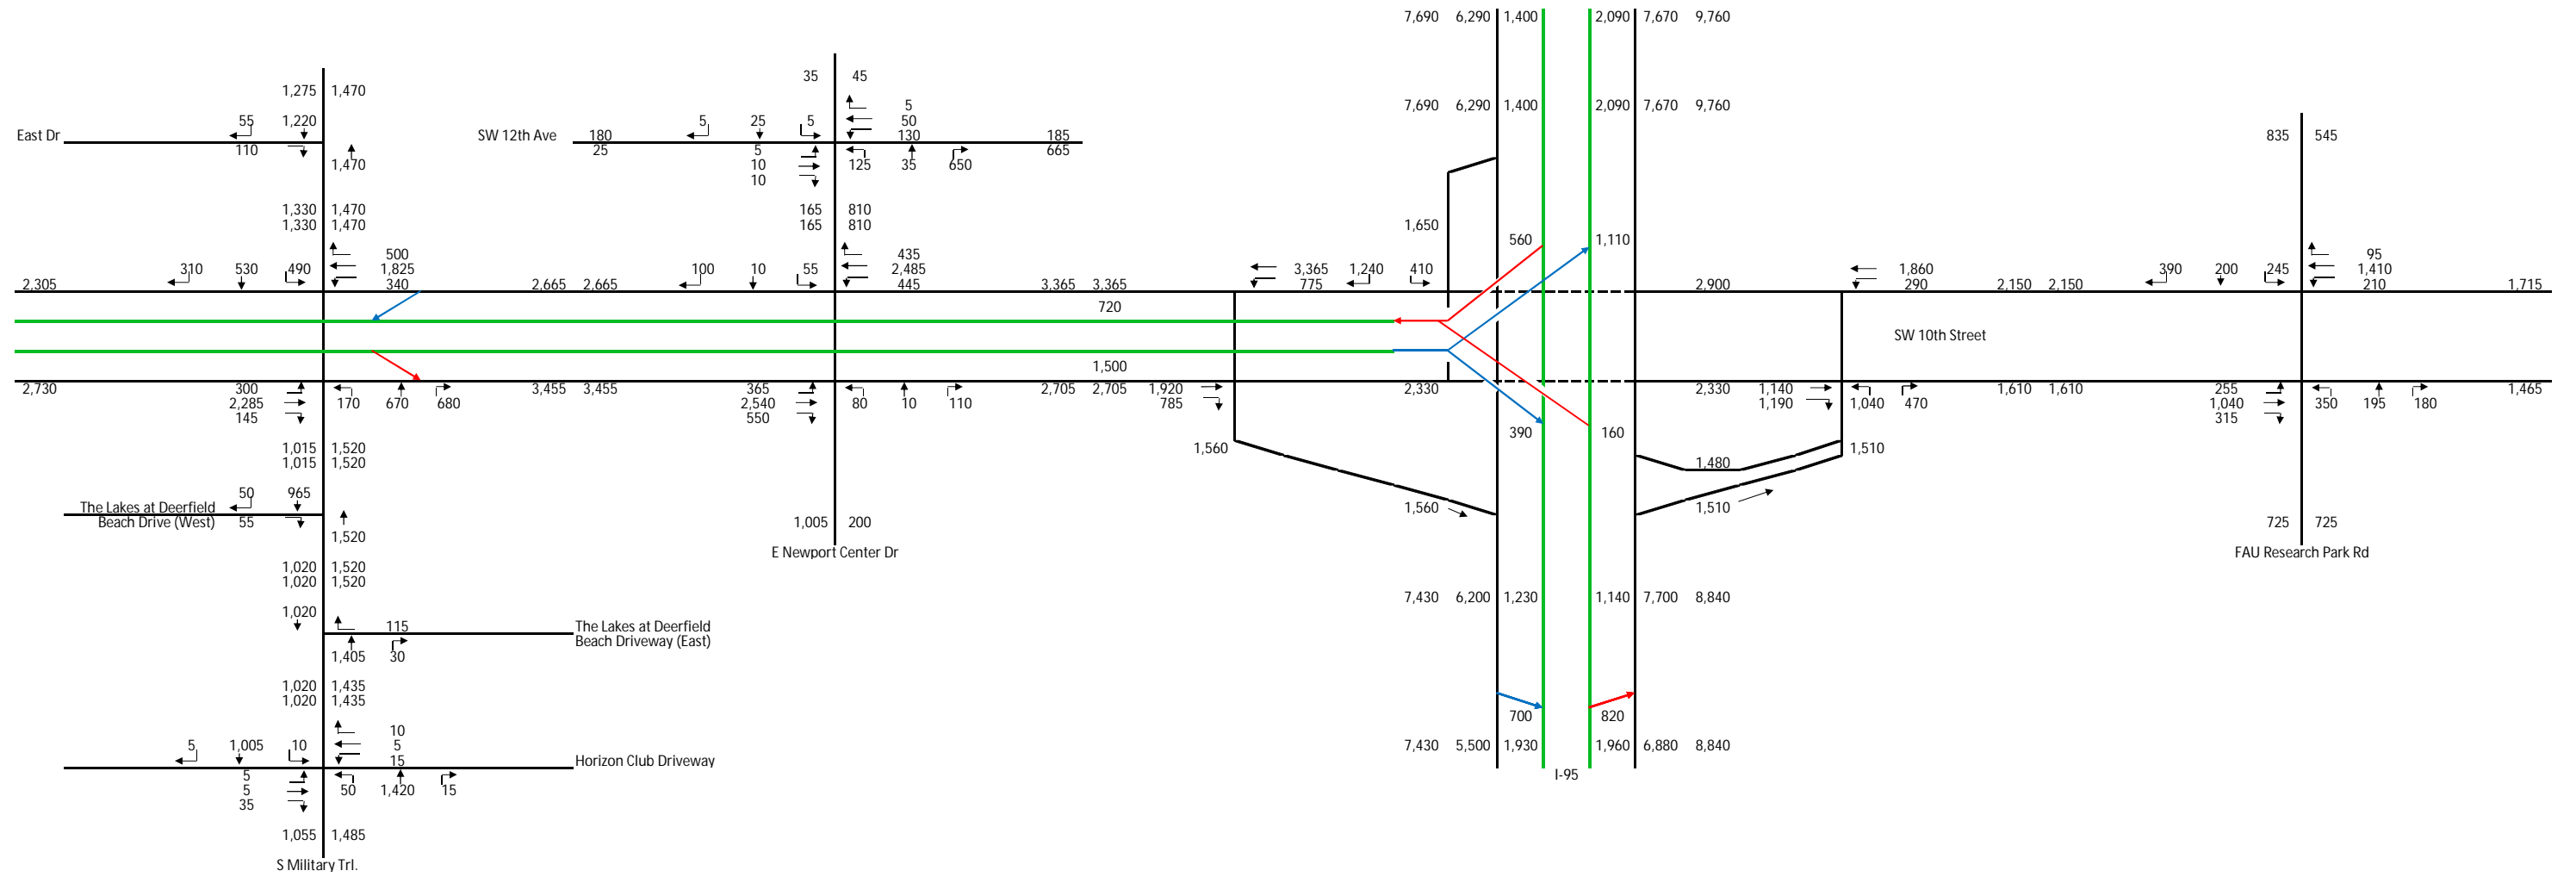 7,690 6,290 1,400 2,090 7,670 9,760
35 45
1,275 1,470
7,690 6,290 1,400 2,090 7,670 9,760
5
55 1,220 5 25 5 50
East Dr SW 12th Ave 180 130 185 835 545
110 25 5 665
1,470 10 125 35 650
10
1,330 1,470 165 810
1,330 1,470 165 810 1,650
560 1,110
500 435 95
310 530 490 1,825 100 10 55 2,485 3,365 1,240 410 1,860 390 200 245 1,410
2,305 340 2,665 2,665 445 3,365 3,365 775 2,900 290 2,150 2,150 210 1,715
720
SW 10th Street
1,500
2,730 300 3,455 3,455 365 2,705 2,705 1,920 2,330 2,330 1,140 1,610 1,610 255 1,465
2,285 170 670 680 2,540 80 10 110 785 1,190 1,040 470 1,040 350 195 180
145 550 315
390 160
1,015 1,520 1,560 1,510
1,015 1,520 1,480
50 965
The Lakes at Deerfield 1,560 1,510
Beach Drive (West) 55 1,005 200 725 725
1,520
E Newport Center Dr FAU Research Park Rd
1,020 1,520
1,020 1,520
7,430 6,200 1,230 1,140 7,700 8,840
1,020
115 The Lakes at Deerfield
Beach Driveway (East)
1,405 30
1,020 1,435
1,020 1,435
700 820
10
5 1,005 10 5 7,430 5,500 1,930 1,960 6,880 8,840
15 Horizon Club Driveway
5 I-95
5 50 1,420 15
35
1,055 1,485
S Military Trl.